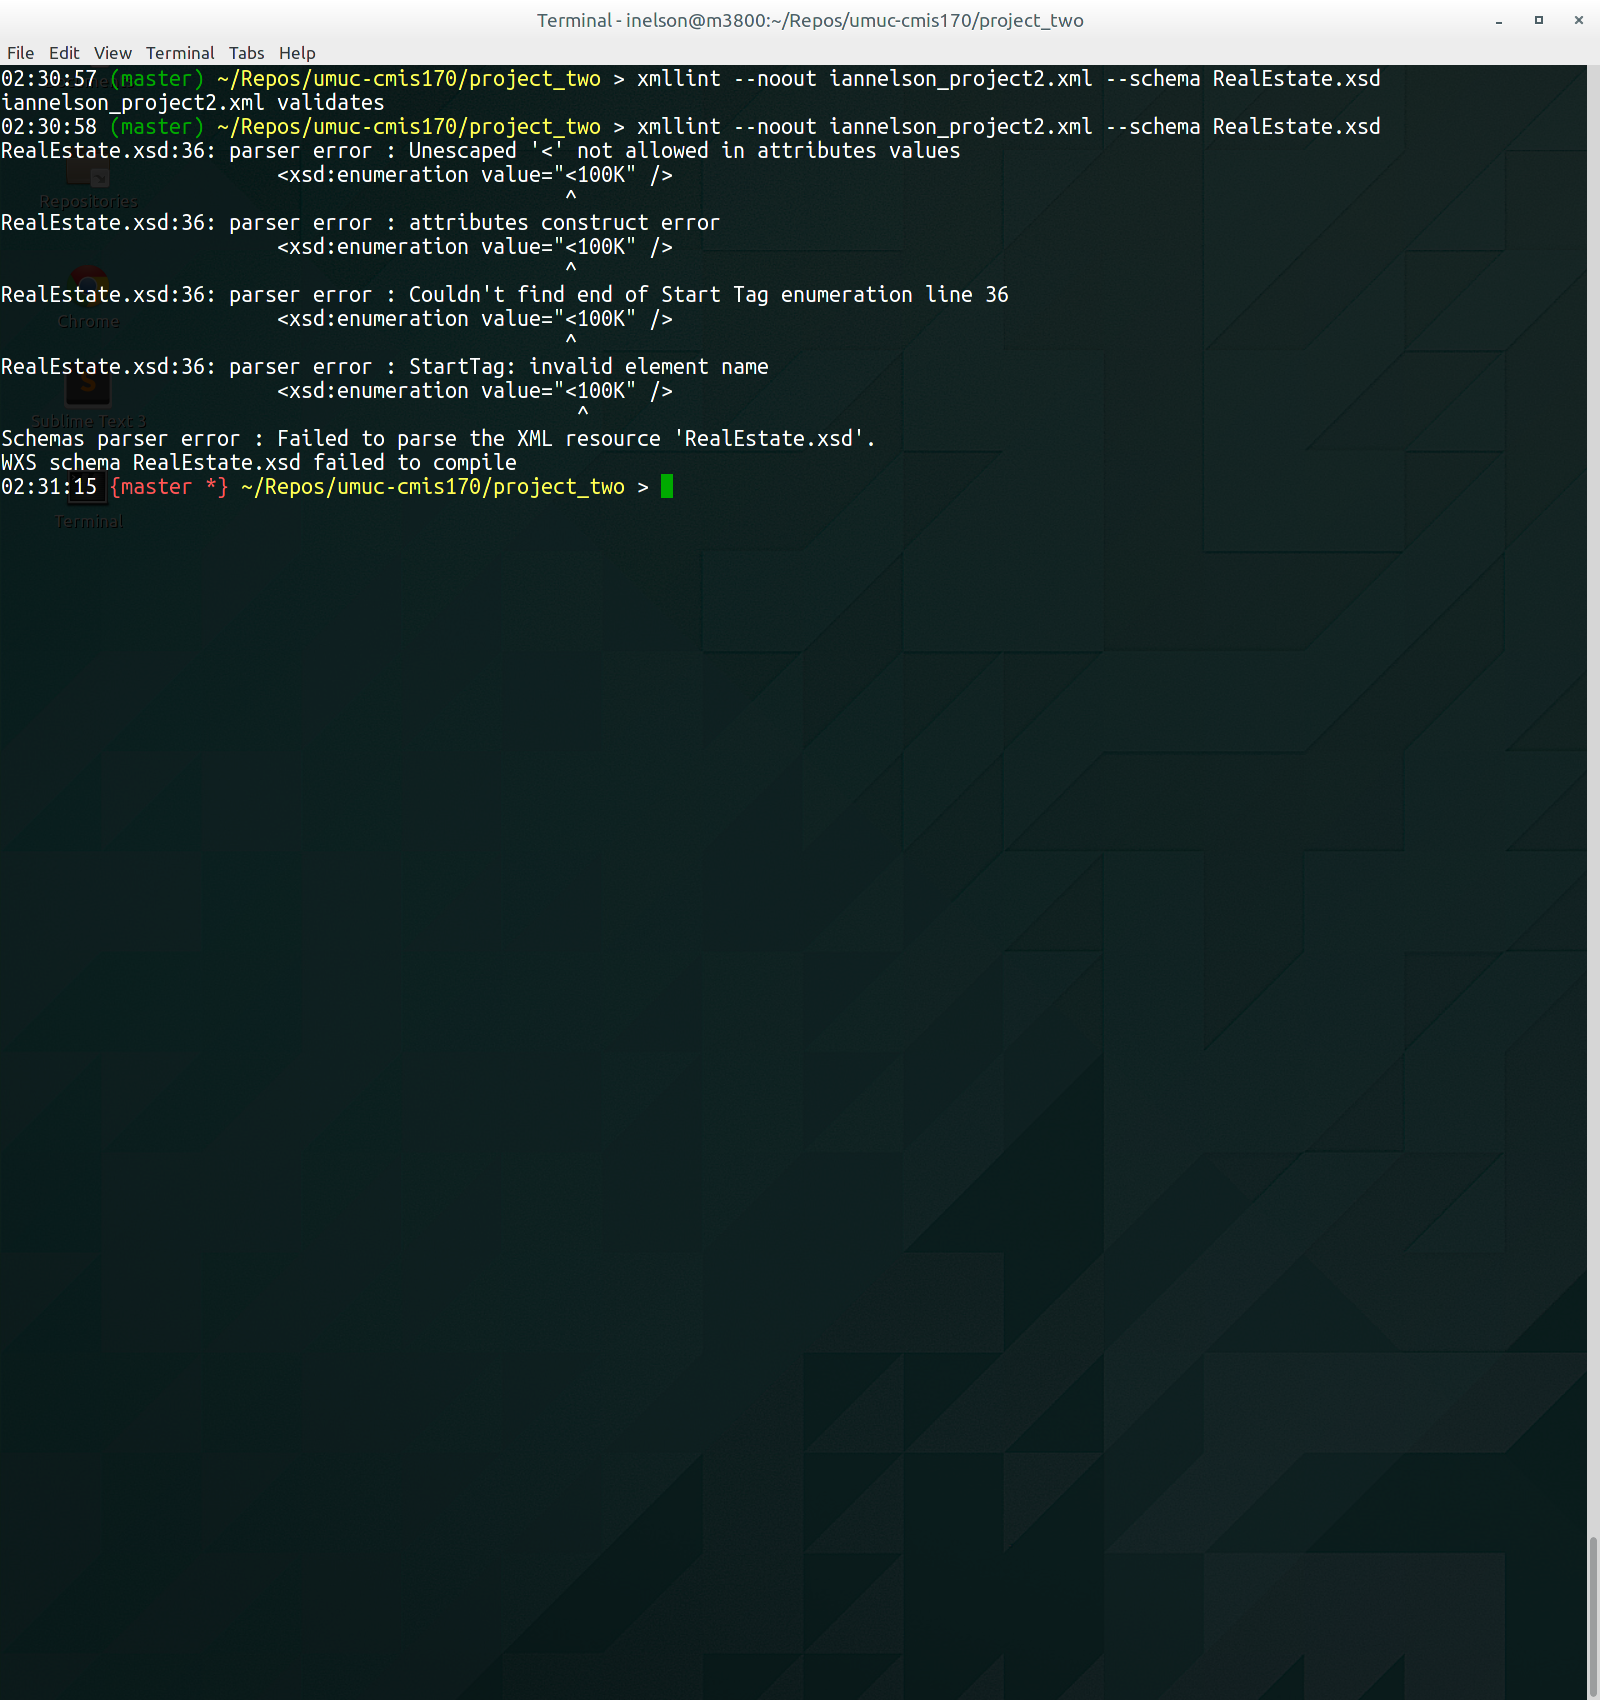 Terminal - inelson@m3800:~/Repos/umuc-cmis170/project_two
File Edit View Terminal Tabs Help
02:30:57 (master) ~/Repos/umuc-cmis170/project_two > xmllint --noout iannelson_project2.xml --schema RealEstate.xsd
iannelson_project2.xml validates
02:30:58 (master) ~/Repos/umuc-cmis170/project_two > xmllint --noout iannelson_project2.xml --schema RealEstate.xsd
RealEstate.xsd:36: parser error : Unescaped '<' not allowed in attributes values
<xsd:enumeration value="<100K" />
^
Repositories
RealEstate.xsd:36: parser error : attributes construct error
<xsd:enumeration value="<100K" />
^
RealEstate.xsd:36: parser error : Couldn't find end of Start Tag enumeration line 36
<xsd:enumeration value="<100K" />
Chrome
^
RealEstate.xsd:36: parser error : StartTag: invalid element name
<xsd:enumeration value="<100K" />
^
Sublime Text 3
Schemas parser error : Failed to parse the XML resource 'RealEstate.xsd'.
WXS schema RealEstate.xsd failed to compile
02:31:15 {master *} ~/Repos/umuc-cmis170/project_two >
Terminal